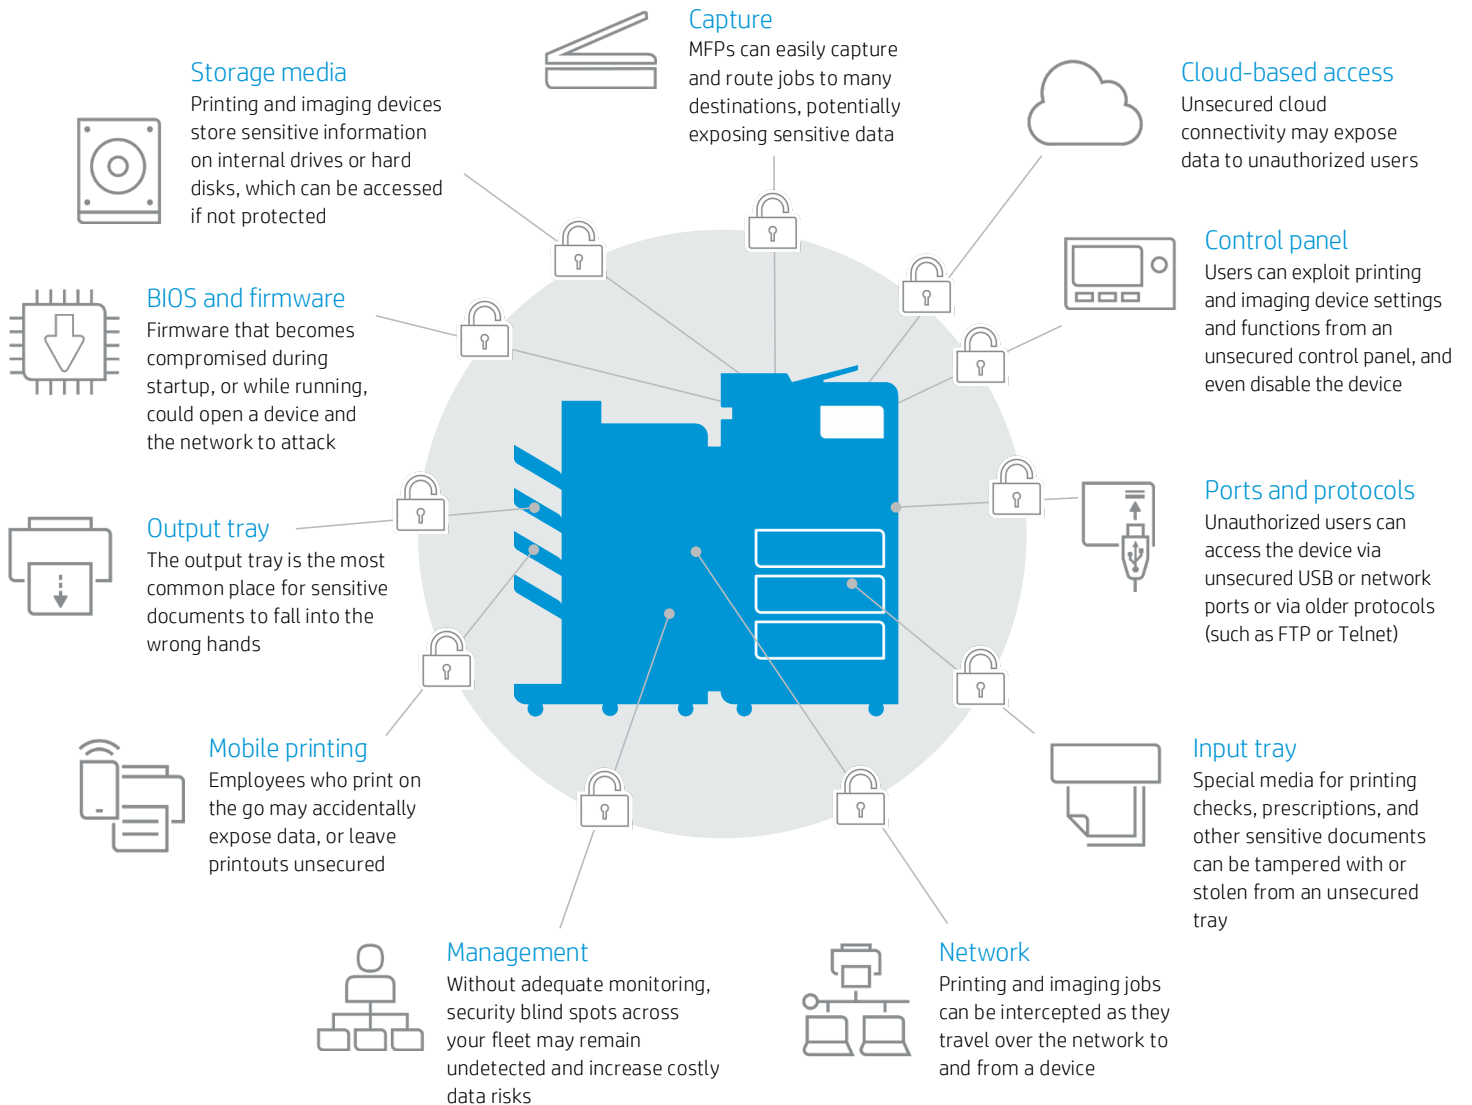 Capture
MFPs can easily capture
and route jobs to many
destinations, potentially
exposing sensitive data
Storage media
Printing and imaging devices
store sensitive information
on internal drives or hard
disks, which can be accessed
if not protected
Cloud-based access
Unsecured cloud
connectivity may expose
data to unauthorized users
Control panel
Users can exploit printing
and imaging device settings
and functions from an
unsecured control panel, and
even disable the device
BIOS and firmware
Firmware that becomes
compromised during
startup, or while running,
could open a device and
the network to attack
Ports and protocols
Unauthorized users can
access the device via
unsecured USB or network
ports or via older protocols
(such as FTP or Telnet)
Output tray
The output tray is the most
common place for sensitive
documents to fall into the
wrong hands
Mobile printing
Employees who print on
the go may accidentally
expose data, or leave
printouts unsecured
Input tray
Special media for printing
checks, prescriptions, and
other sensitive documents
can be tampered with or
stolen from an unsecured
tray
Management
Without adequate monitoring,
security blind spots across
your fleet may remain
undetected and increase costly
data risks
Network
Printing and imaging jobs
can be intercepted as they
travel over the network to
and from a device